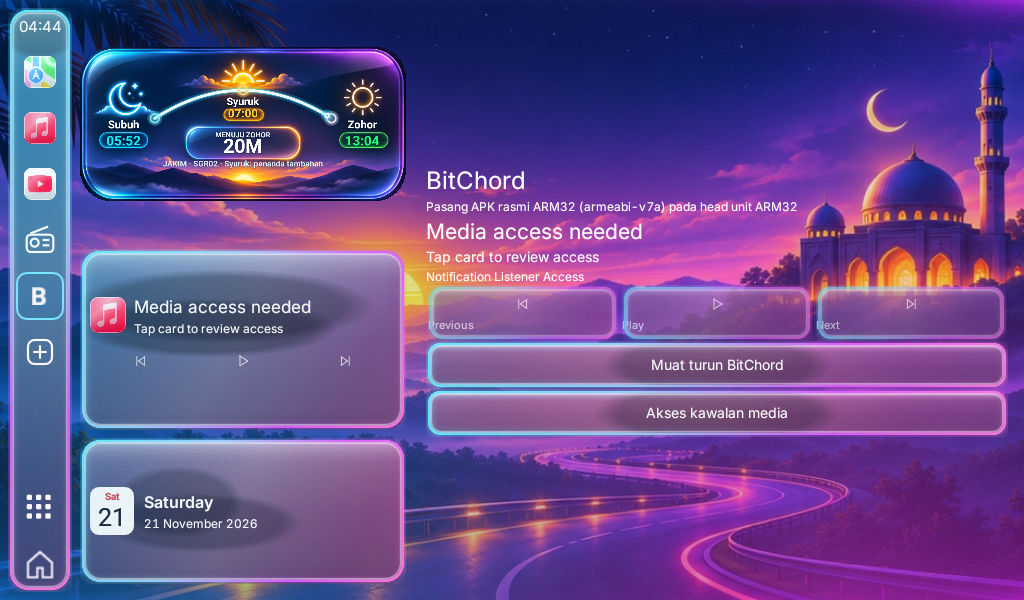 04:44
Syuruk
07:00
Subuh
05:52
Zohor
13:04
MENUJU ZOHOR
20M
JAKIM · SGR02 · Syuruk: penanda tambahan
B
Media access needed
Tap card to review access
Sat
21
Saturday
21 November 2026
BitChord
Pasang APK rasmi ARM32 (armeabi-v7a) pada head unit ARM32
Media access needed
Tap card to review access
Notification Listener Access
Previous
Play
Next
Muat turun BitChord
Akses kawalan media